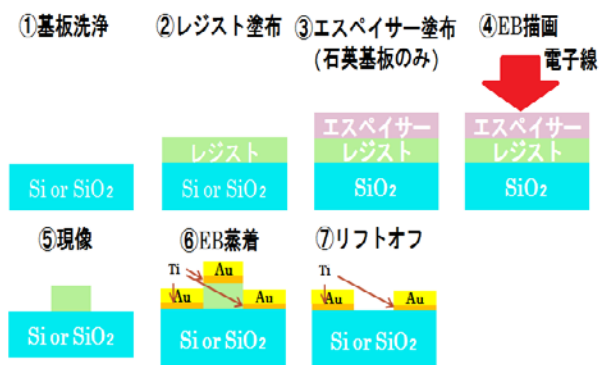 ①基板洗浄
②レジスト塗布
③エスペイサー塗布
(石英基板のみ)
④EB描画
電子線
Si or SiO₂
レジスト
Si or SiO₂
エスペイサー
レジスト
SiO₂
エスペイサー
レジスト
SiO₂
⑤現像
⑥EB蒸着
⑦リフトオフ
Si or SiO₂
Ti
Au
Au
Au
Si or SiO₂
Ti
Au
Au
Si or SiO₂